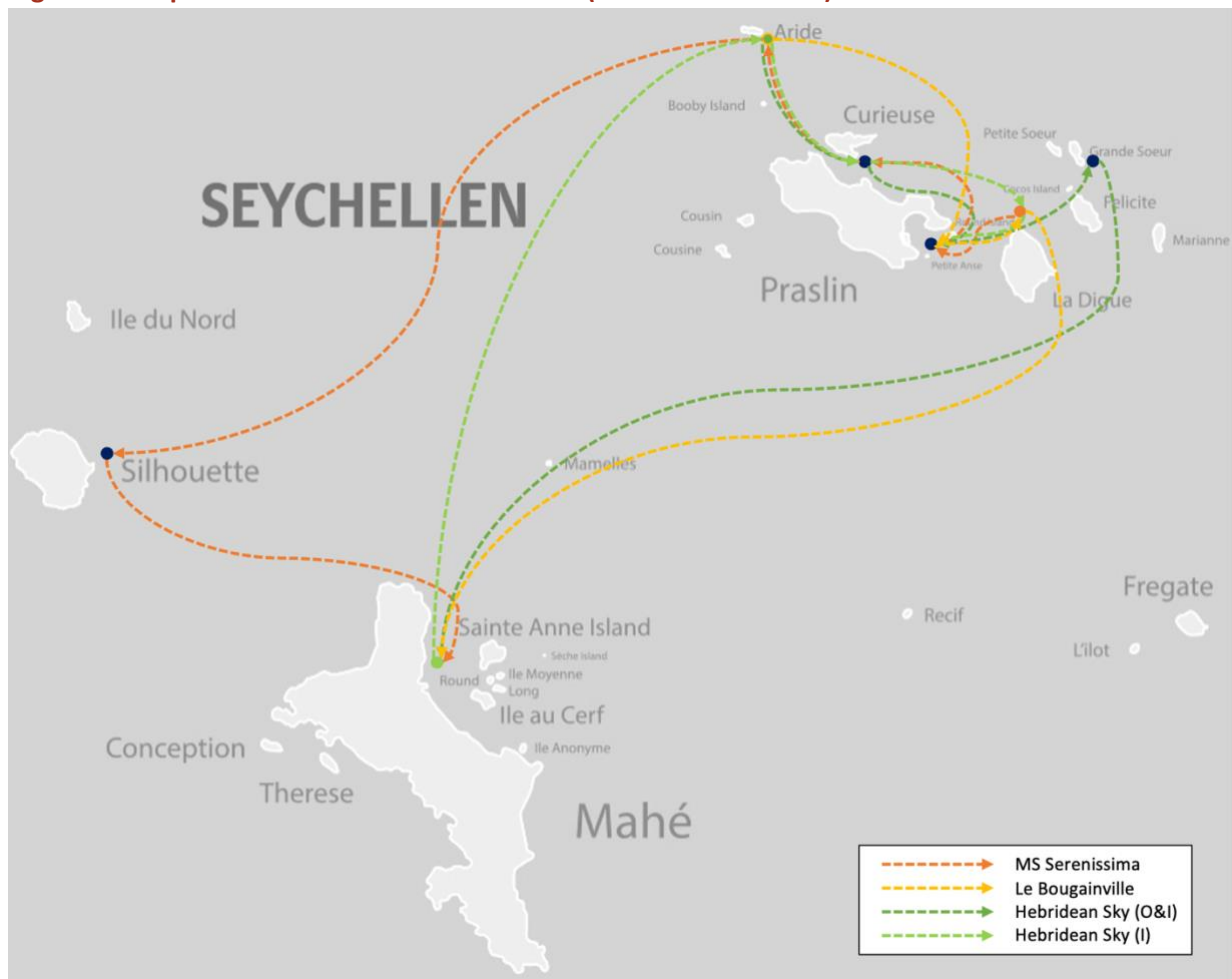 Aride
Booby Island
Curieuse
Petite Soeur
Grande Soeur
SEYCHELLEN
Cocos Island
Felicite
Cousin
Marianne
Cousine
Petite Anse
Praslin
La Digue
Ile du Nord
Silhouette
Mamelles
Fregate
Recif
L'ilot
Sainte Anne Island
Sèche Island
Round
Ile Moyenne
Long
Ile au Cerf
Conception
Ile Anonyme
Therese
Mahé
MS Serenissima
Le Bougainville
Hebridean Sky (O&I)
Hebridean Sky (I)